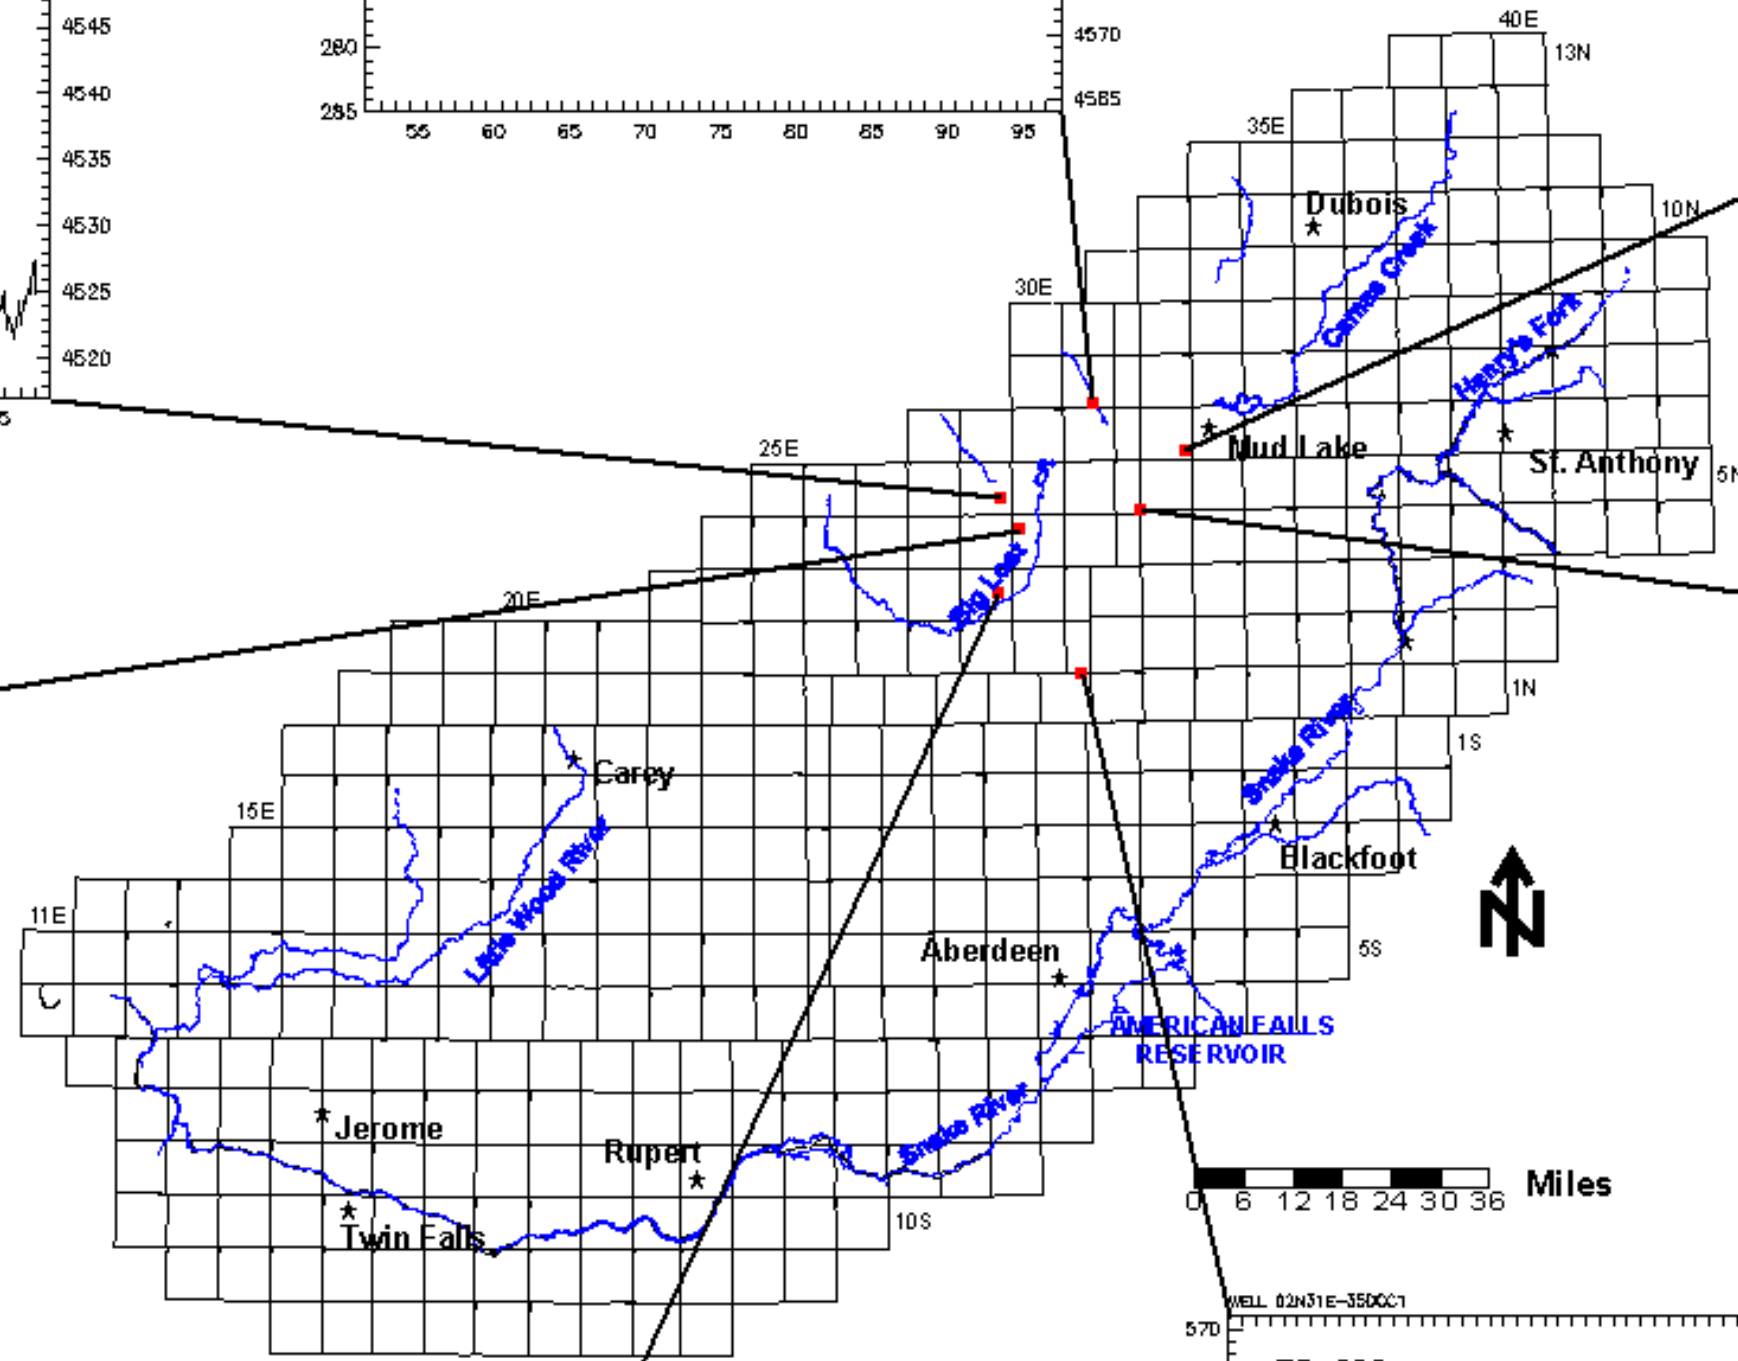 4545
4540
4535
4530
4525
4520
5
280
285
55 60 65 70 75 80 85 90 95
4570
4565
40E
13N
35E
Dubois
10N
Camas Creek
30E
Henry's Fork
25E
Mud Lake
St. Anthony
5N
Big Lost
20E
1N
Snake River
1S
Carey
15E
Little Wood River
Blackfoot
11E
N
Aberdeen
5S
AMERICAN FALLS
RESERVOIR
Snake River
Jerome
Rupert
0 6 12 18 24 30 36
Miles
10S
Twin Falls
WELL 02N31E-35DCC1
570